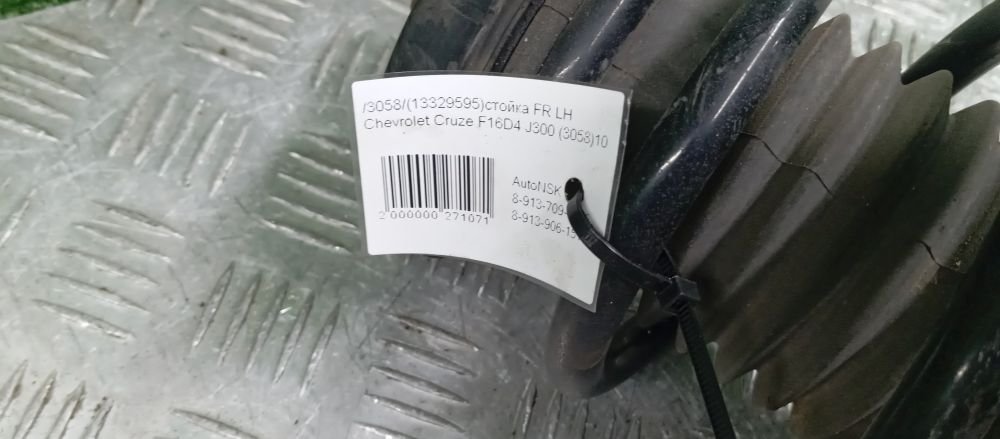 /3058/(13329595)стойка FR LH
Chevrolet Cruze F16D4 J300 (3058)10
AutoNSK
8-913-709-
8-913-906-
2 000000 271071